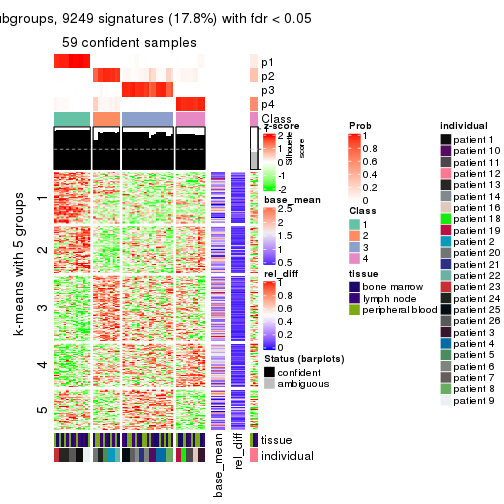 ubgroups, 9249 signatures (17.8%) with fdr < 0.05
59 confident samples
p1
p2
p3
p4
Class
z-score
2
1
0
-1
-2
Silhouette
score
base_mean
2.5
2
1.5
1
0.5
rel_diff
1
0.8
0.6
0.4
0.2
0
Status (barplots)
confident
ambiguous
Prob
1
0.8
0.6
0.4
0.2
0
Class
1
2
3
4
tissue
bone marrow
lymph node
peripheral blood
individual
patient 1
patient 10
patient 11
patient 12
patient 13
patient 14
patient 16
patient 18
patient 19
patient 2
patient 20
patient 21
patient 22
patient 23
patient 24
patient 25
patient 26
patient 3
patient 4
patient 5
patient 6
patient 7
patient 8
patient 9
k-means with 5 groups
1
2
3
4
5
tissue
individual
base_mean
rel_diff